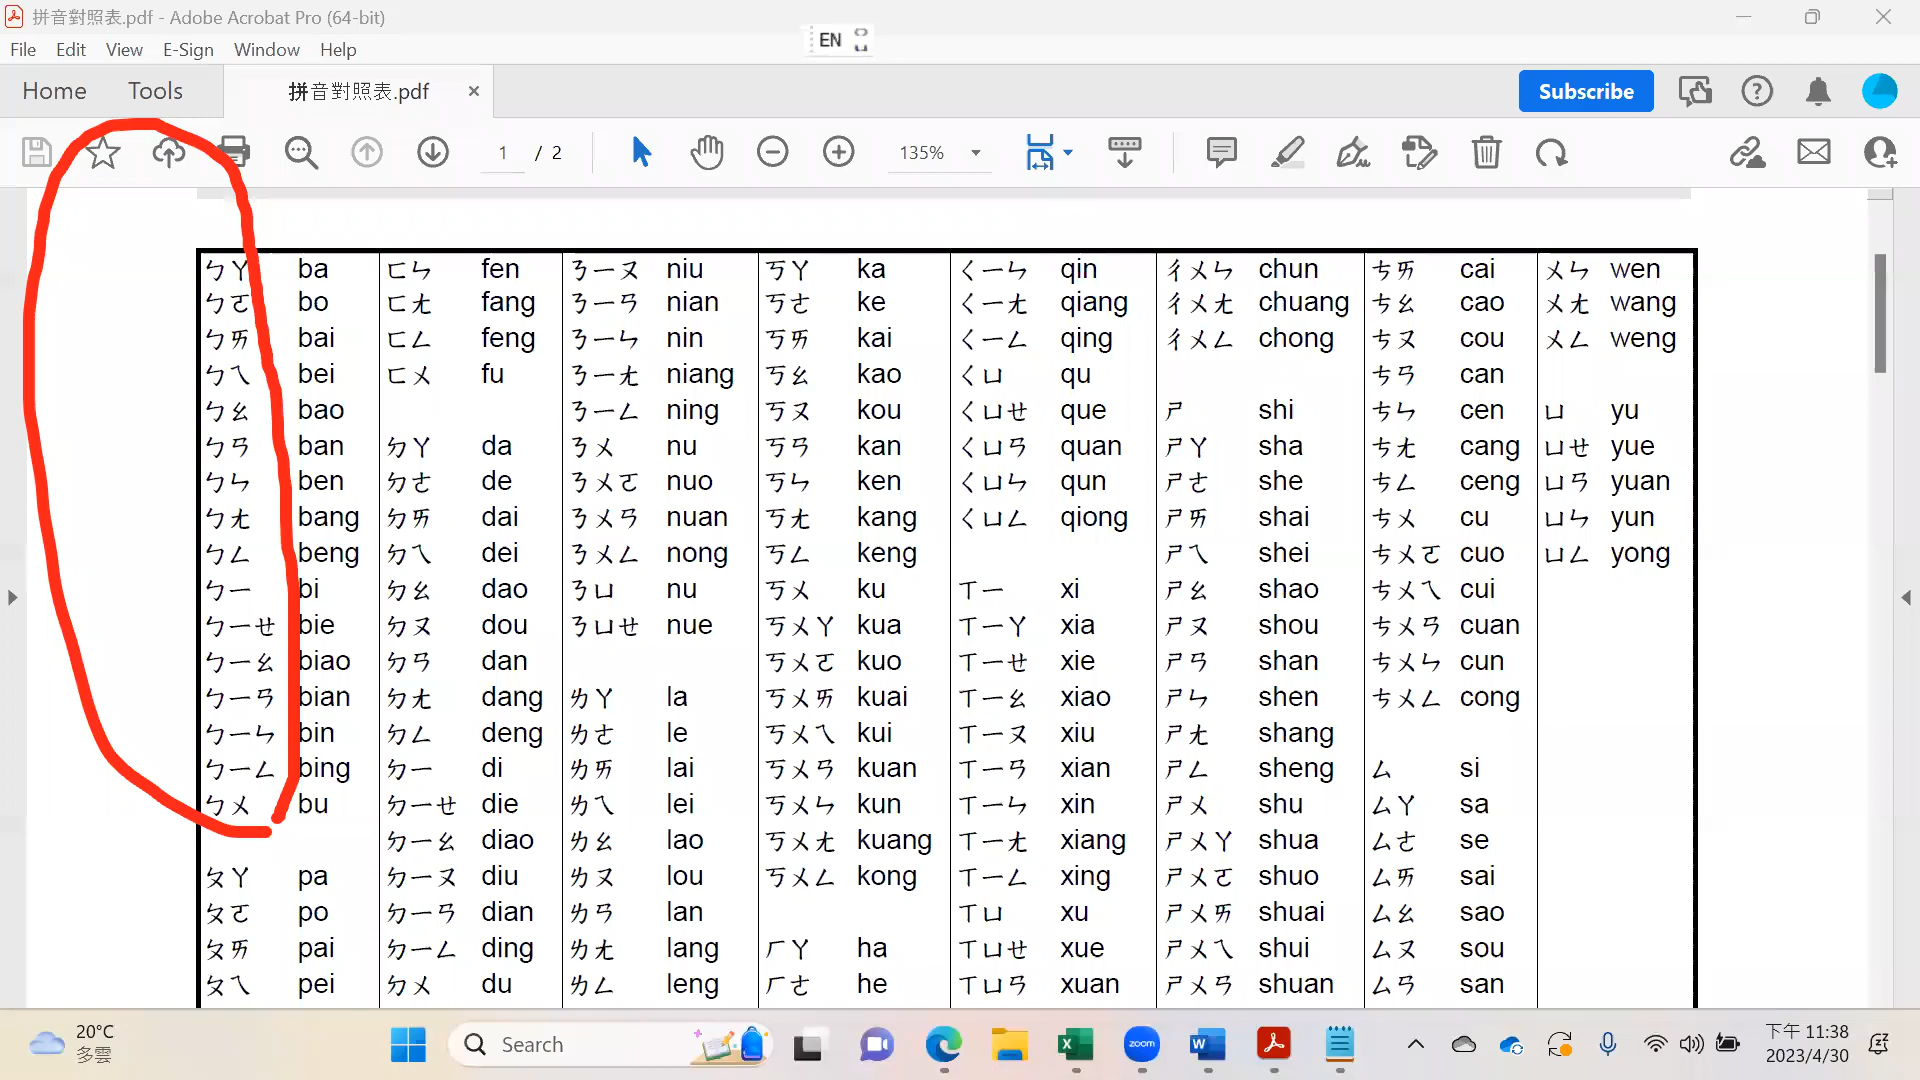 拼音對照表.pdf - Adobe Acrobat Pro (64-bit)
File Edit View E-Sign Window Help
EN
Home Tools 拼音對照表.pdf × Subscribe
1 / 2 135%
ㄅㄚ ba ㄈㄣ fen ㄋㄧㄡ niu ㄎㄚ ka ㄑㄧㄣ qin ㄔㄨㄣ chun ㄘㄞ cai ㄨㄣ wen
ㄅㄛ bo ㄈㄤ fang ㄋㄧㄢ nian ㄎㄜ ke ㄑㄧㄤ qiang ㄔㄨㄤ chuang ㄘㄠ cao ㄨㄤ wang
ㄅㄞ bai ㄈㄥ feng ㄋㄧㄣ nin ㄎㄞ kai ㄑㄧㄥ qing ㄔㄨㄥ chong ㄘㄡ cou ㄨㄥ weng
ㄅㄟ bei ㄈㄨ fu ㄋㄧㄤ niang ㄎㄠ kao ㄑㄩ qu ㄘㄢ can
ㄅㄠ bao ㄋㄧㄥ ning ㄎㄡ kou ㄑㄩㄝ que ㄕ shi ㄘㄣ cen ㄩ yu
ㄅㄢ ban ㄉㄚ da ㄋㄨ nu ㄎㄢ kan ㄑㄩㄢ quan ㄕㄚ sha ㄘㄤ cang ㄩㄝ yue
ㄅㄣ ben ㄉㄜ de ㄋㄨㄛ nuo ㄎㄣ ken ㄑㄩㄣ qun ㄕㄜ she ㄘㄥ ceng ㄩㄢ yuan
ㄅㄤ bang ㄉㄞ dai ㄋㄨㄢ nuan ㄎㄤ kang ㄑㄩㄥ qiong ㄕㄞ shai ㄘㄨ cu ㄩㄣ yun
ㄅㄥ beng ㄉㄟ dei ㄋㄨㄥ nong ㄎㄥ keng ㄕㄟ shei ㄘㄨㄛ cuo ㄩㄥ yong
ㄅㄧ bi ㄉㄠ dao ㄋㄩ nu ㄎㄨ ku ㄒㄧ xi ㄕㄠ shao ㄘㄨㄟ cui
ㄅㄧㄝ bie ㄉㄡ dou ㄋㄩㄝ nue ㄎㄨㄚ kua ㄒㄧㄚ xia ㄕㄡ shou ㄘㄨㄢ cuan
ㄅㄧㄠ biao ㄉㄢ dan ㄎㄨㄛ kuo ㄒㄧㄝ xie ㄕㄢ shan ㄘㄨㄣ cun
ㄅㄧㄢ bian ㄉㄤ dang ㄌㄚ la ㄎㄨㄞ kuai ㄒㄧㄠ xiao ㄕㄣ shen ㄘㄨㄥ cong
ㄅㄧㄣ bin ㄉㄥ deng ㄌㄜ le ㄎㄨㄟ kui ㄒㄧㄡ xiu ㄕㄤ shang
ㄅㄧㄥ bing ㄉㄧ di ㄌㄞ lai ㄎㄨㄢ kuan ㄒㄧㄢ xian ㄕㄥ sheng ㄙ si
ㄅㄨ bu ㄉㄧㄝ die ㄌㄟ lei ㄎㄨㄣ kun ㄒㄧㄣ xin ㄕㄨ shu ㄙㄚ sa
ㄉㄧㄠ diao ㄌㄠ lao ㄎㄨㄤ kuang ㄒㄧㄤ xiang ㄕㄨㄚ shua ㄙㄜ se
ㄆㄚ pa ㄉㄧㄡ diu ㄌㄡ lou ㄎㄨㄥ kong ㄒㄧㄥ xing ㄕㄨㄛ shuo ㄙㄞ sai
ㄆㄛ po ㄉㄧㄢ dian ㄌㄢ lan ㄒㄩ xu ㄕㄨㄞ shuai ㄙㄠ sao
ㄆㄞ pai ㄉㄧㄥ ding ㄌㄤ lang ㄏㄚ ha ㄒㄩㄝ xue ㄕㄨㄟ shui ㄙㄡ sou
ㄆㄟ pei ㄉㄨ du ㄌㄥ leng ㄏㄜ he ㄒㄩㄢ xuan ㄕㄨㄢ shuan ㄙㄢ san
20°C
多雲
Search
zoom
下午 11:38
2023/4/30